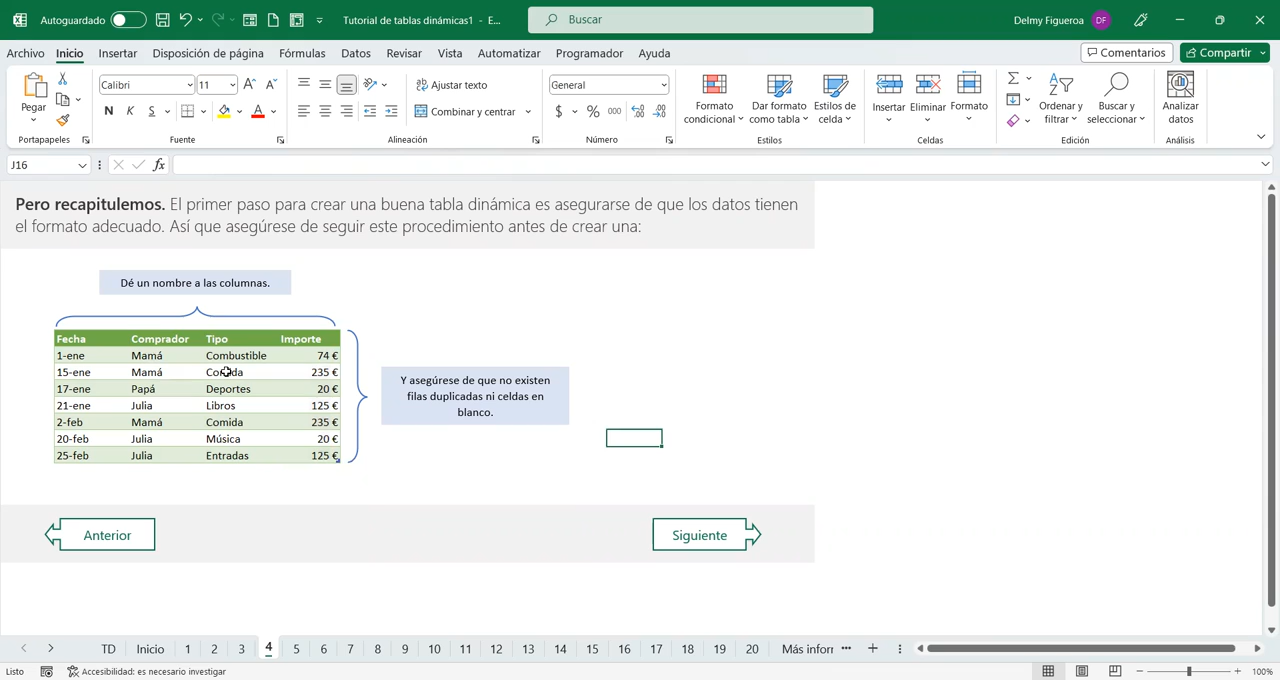 Autoguardado
Tutorial de tablas dinámicas1 - E...
Buscar
Delmy Figueroa DF
Archivo Inicio Insertar Disposición de página Fórmulas Datos Revisar Vista Automatizar Programador Ayuda
Comentarios
Compartir
Pegar
Portapapeles
Calibri 11
N K S
Fuente
Ajustar texto
Combinar y centrar
Alineación
General
$ % 000
Número
Formato condicional
Dar formato como tabla
Estilos de celda
Estilos
Insertar Eliminar Formato
Celdas
Ordenar y filtrar
Buscar y seleccionar
Edición
Analizar datos
Análisis
J16
fx
Pero recapitulemos. El primer paso para crear una buena tabla dinámica es asegurarse de que los datos tienen
el formato adecuado. Así que asegúrese de seguir este procedimiento antes de crear una:
Dé un nombre a las columnas.
Fecha Comprador Tipo Importe
1-ene Mamá Combustible 74 €
15-ene Mamá Comida 235 €
17-ene Papá Deportes 20 €
21-ene Julia Libros 125 €
2-feb Mamá Comida 235 €
20-feb Julia Música 20 €
25-feb Julia Entradas 125 €
Y asegúrese de que no existen
filas duplicadas ni celdas en
blanco.
Anterior
Siguiente
TD Inicio 1 2 3 4 5 6 7 8 9 10 11 12 13 14 15 16 17 18 19 20 Más inforr ...
Listo
Accesibilidad: es necesario investigar
100%